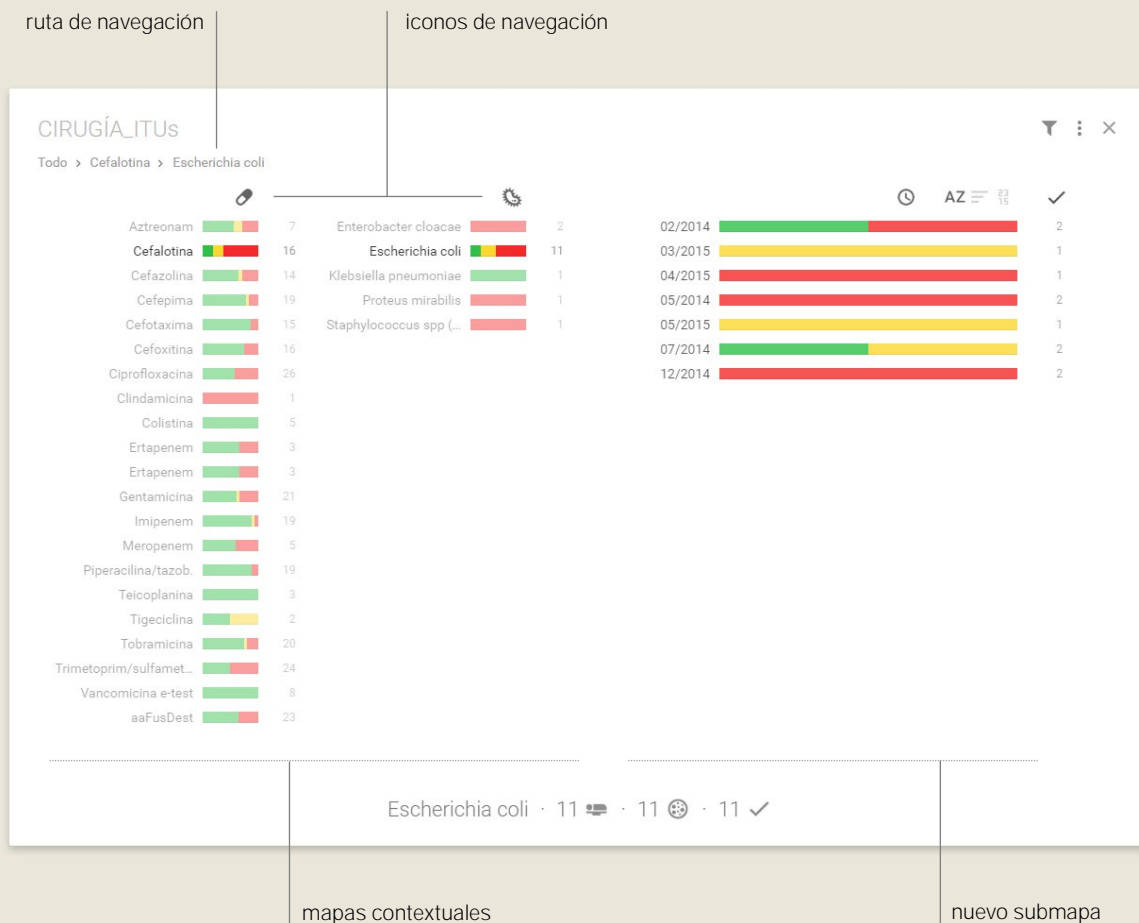 ruta de navegación
iconos de navegación
CIRUGÍA_ITUs
Todo > Cefalotina > Escherichia coli
AZ
23
15
Aztreonam 7
Cefalotina 16
Cefazolina 14
Cefepima 19
Cefotaxima 15
Cefoxitina 16
Ciprofloxacina 26
Clindamicina 1
Colistina 5
Ertapenem 3
Ertapenem 3
Gentamicina 21
Imipenem 19
Meropenem 5
Piperacilina/tazob. 19
Teicoplanina 3
Tigeciclina 2
Tobramicina 20
Trimetoprim/sulfamet... 24
Vancomicina e-test 8
aaFusDest 23
Enterobacter cloacae 2
Escherichia coli 11
Klebsiella pneumoniae 1
Proteus mirabilis 1
Staphylococcus spp (... 1
02/2014 2
03/2015 1
04/2015 1
05/2014 2
05/2015 1
07/2014 2
12/2014 2
Escherichia coli · 11 · 11 · 11
mapas contextuales
nuevo submapa